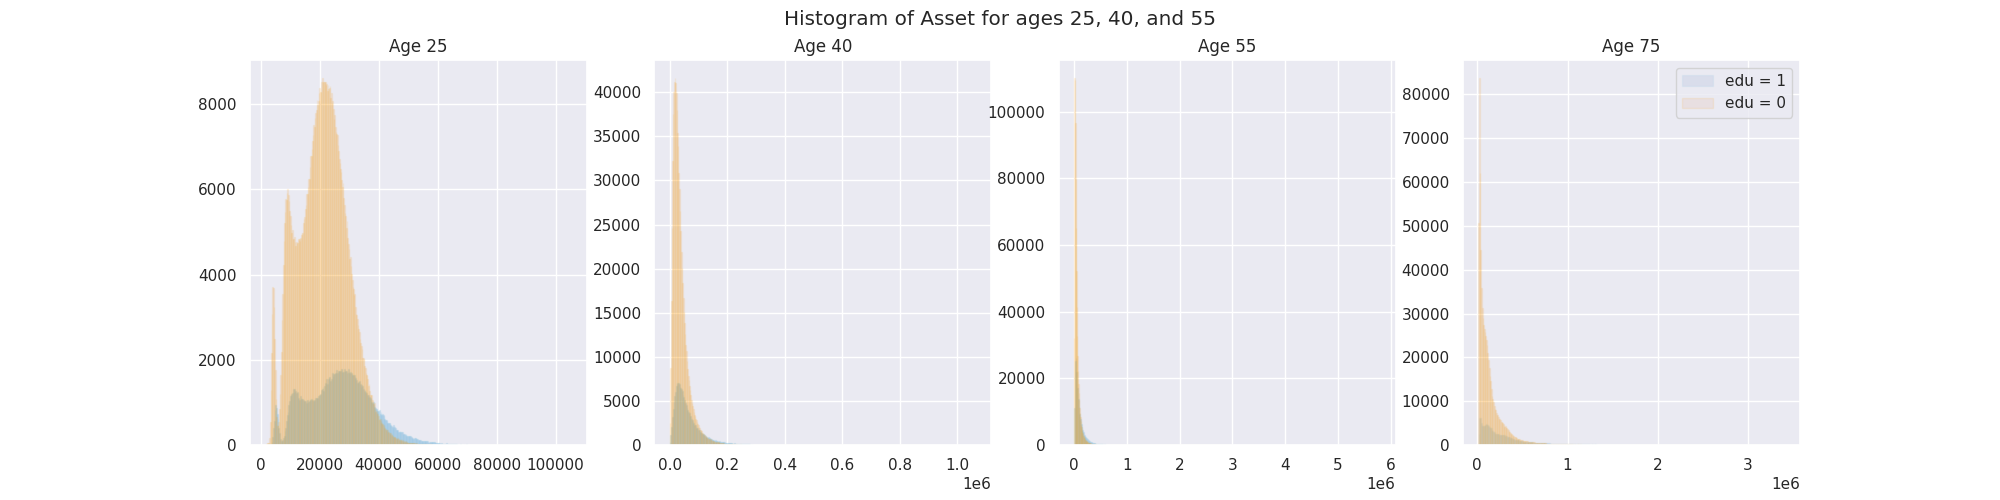 Histogram of Asset for ages 25, 40, and 55
Age 25
8000
6000
4000
2000
0
0 20000 40000 60000 80000 100000
Age 40
40000
35000
30000
25000
20000
15000
10000
5000
0
0.0 0.2 0.4 0.6 0.8 1.0
1e6
Age 55
100000
80000
60000
40000
20000
0
0 1 2 3 4 5 6
1e6
Age 75
edu = 1
edu = 0
80000
70000
60000
50000
40000
30000
20000
10000
0
0 1 2 3
1e6